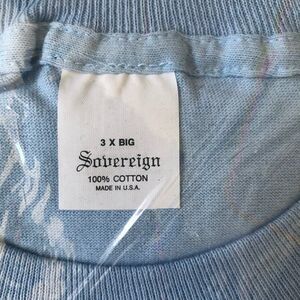 3 X BIG
Sovereign
100% COTTON
MADE IN U.S.A.